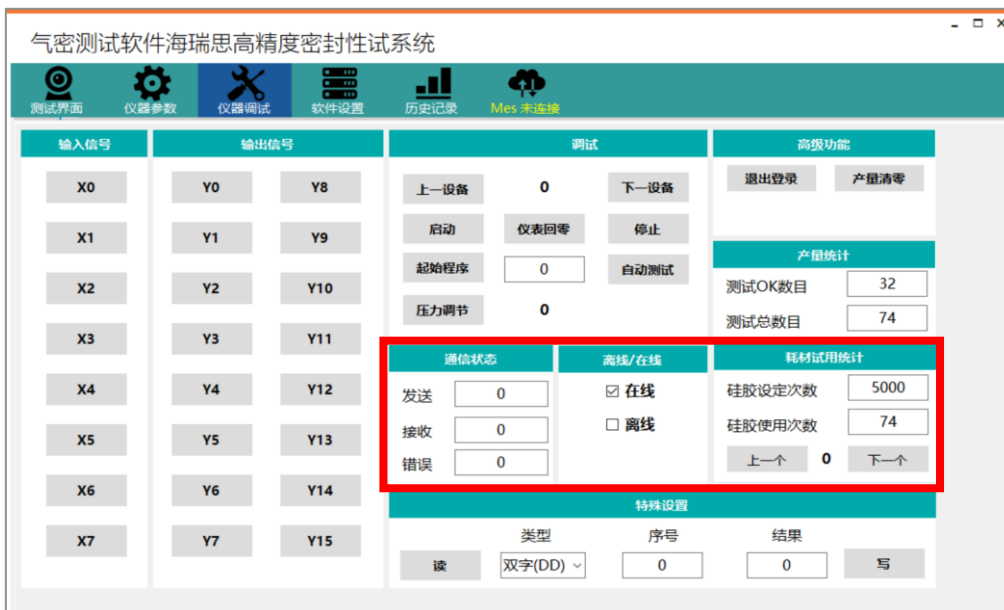 气密测试软件海瑞思高精度密封性试系统
测试界面 仪器参数 仪器调试 软件设置 历史记录 Mes 未连接
输入信号
X0
X1
X2
X3
X4
X5
X6
X7
输出信号
Y0 Y8
Y1 Y9
Y2 Y10
Y3 Y11
Y4 Y12
Y5 Y13
Y6 Y14
Y7 Y15
调试
上一设备 0 下一设备
启动 仪表回零 停止
起始程序 0 自动测试
压力调节 0
高级功能
退出登录 产量清零
产量统计
测试OK数目 32
测试总数目 74
通信状态
发送 0
接收 0
错误 0
离线/在线
在线
离线
耗材试用统计
硅胶设定次数 5000
硅胶使用次数 74
上一个 0 下一个
特殊设置
类型 序号 结果
读 双字(DD) 0 0 写